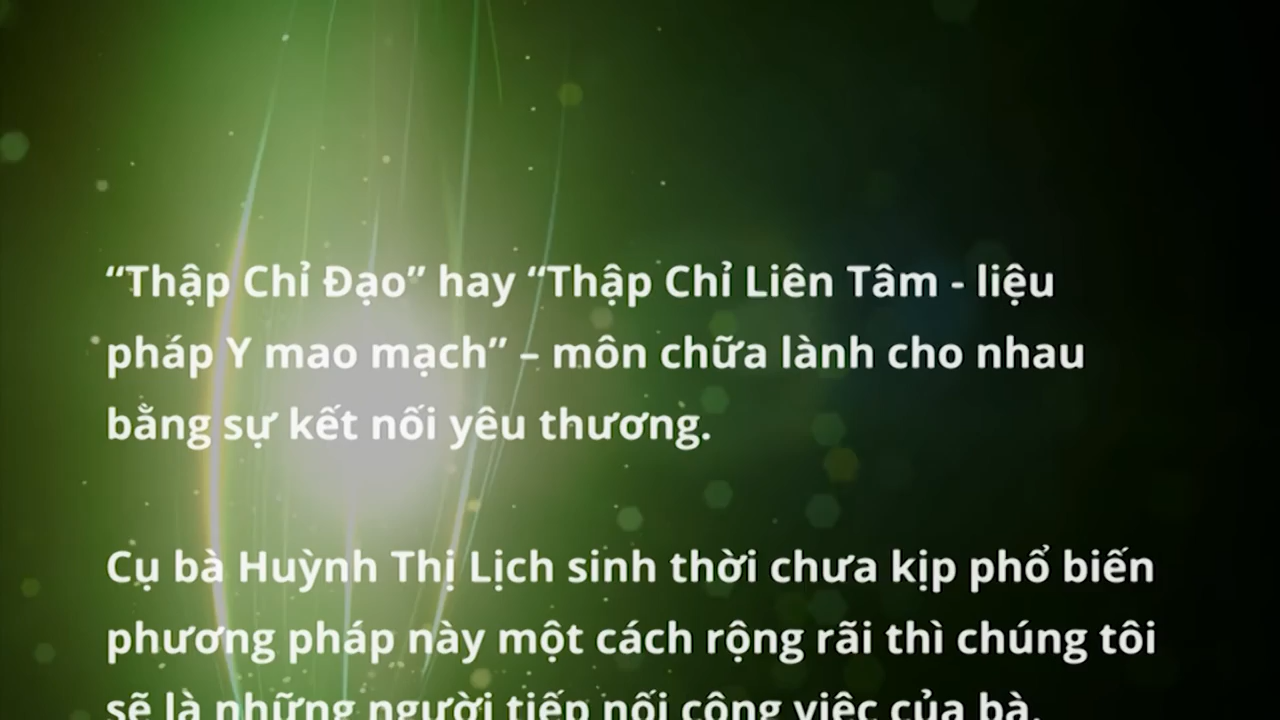 “Thập Chỉ Đạo” hay “Thập Chỉ Liên Tâm - liệu
pháp Y mao mạch” – môn chữa lành cho nhau
bằng sự kết nối yêu thương.
Cụ bà Huỳnh Thị Lịch sinh thời chưa kịp phổ biến
phương pháp này một cách rộng rãi thì chúng tôi
sẽ là những người tiếp nối công việc của bà.